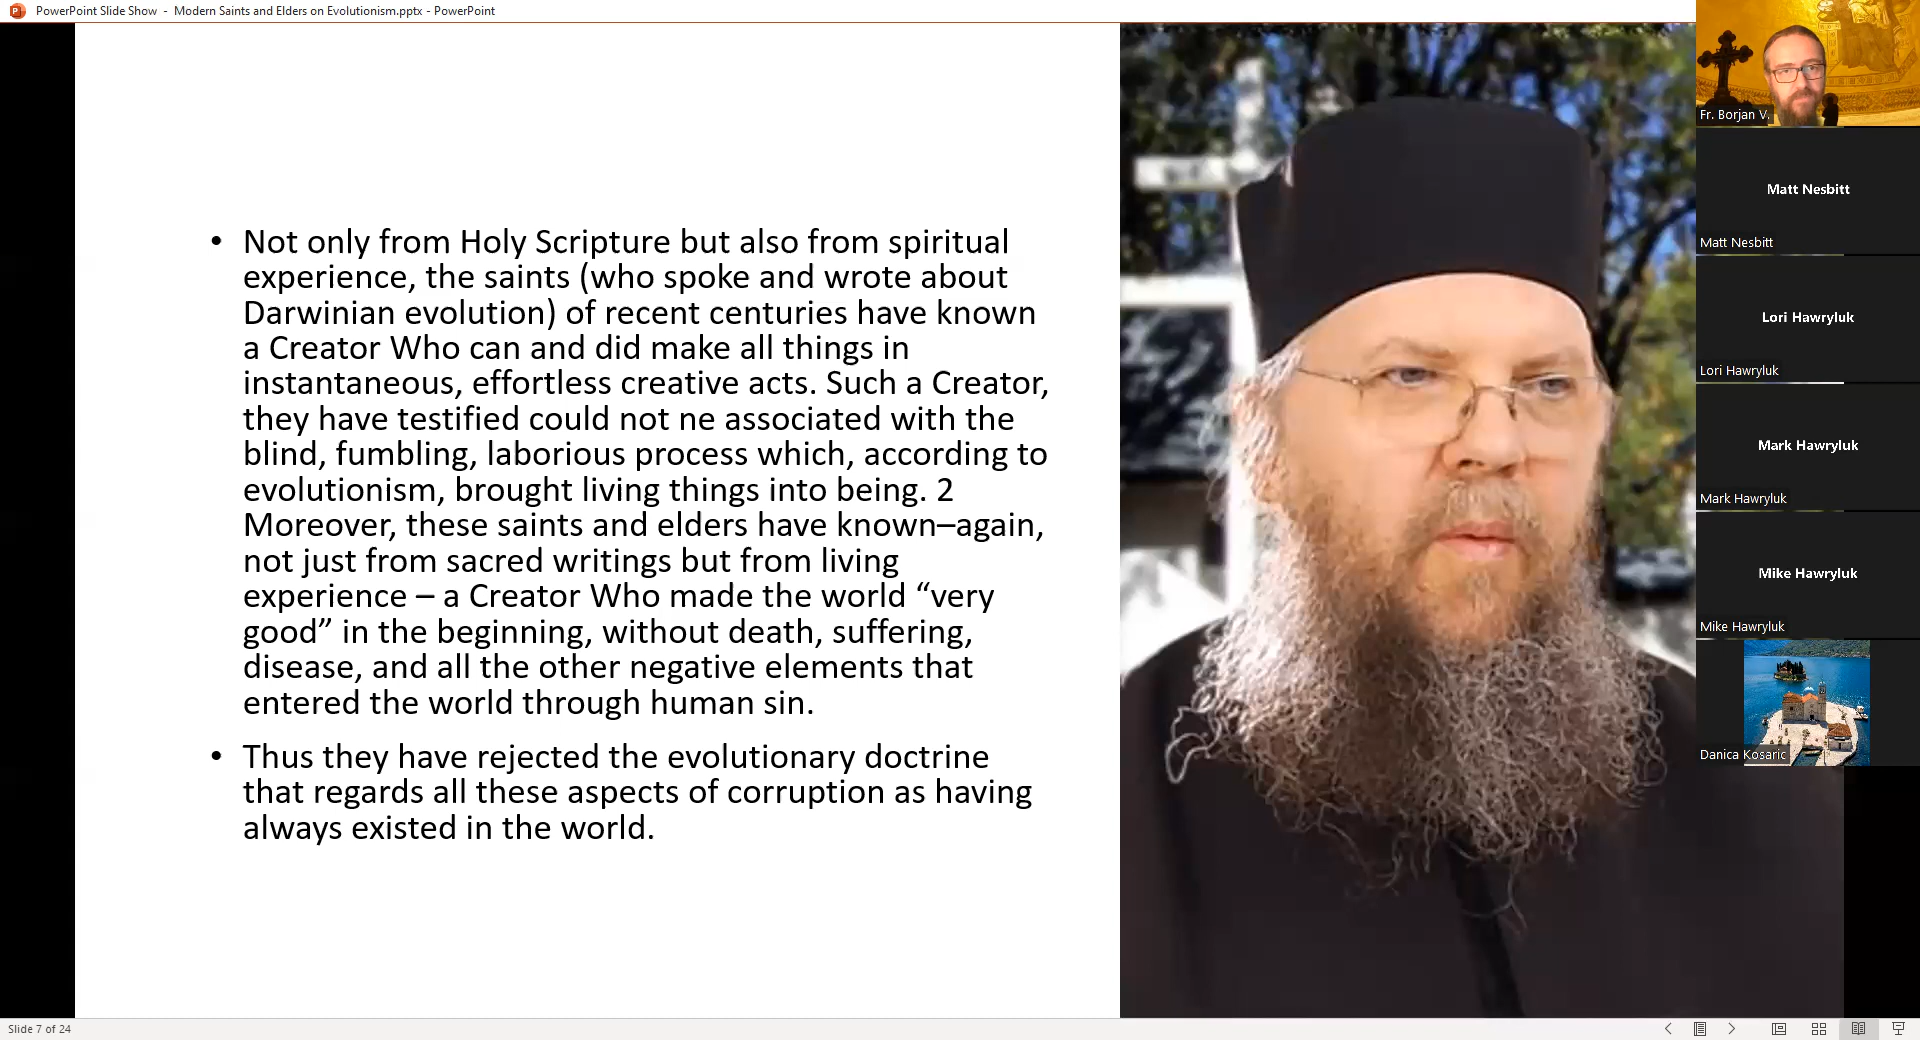 PowerPoint Slide Show - Modern Saints and Elders on Evolutionism.pptx - PowerPoint
• Not only from Holy Scripture but also from spiritual
experience, the saints (who spoke and wrote about
Darwinian evolution) of recent centuries have known
a Creator Who can and did make all things in
instantaneous, effortless creative acts. Such a Creator,
they have testified could not ne associated with the
blind, fumbling, laborious process which, according to
evolutionism, brought living things into being. 2
Moreover, these saints and elders have known–again,
not just from sacred writings but from living
experience – a Creator Who made the world “very
good” in the beginning, without death, suffering,
disease, and all the other negative elements that
entered the world through human sin.
• Thus they have rejected the evolutionary doctrine
that regards all these aspects of corruption as having
always existed in the world.
Fr. Borjan V.
Matt Nesbitt
Matt Nesbitt
Lori Hawryluk
Lori Hawryluk
Mark Hawryluk
Mark Hawryluk
Mike Hawryluk
Mike Hawryluk
Danica Kosaric
Slide 7 of 24